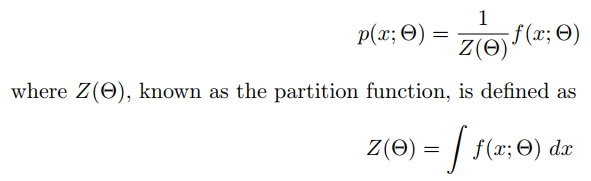 p(x; Θ) = 1/Z(Θ) f(x; Θ)
where Z(Θ), known as the partition function, is defined as
Z(Θ) = ∫ f(x; Θ) dx